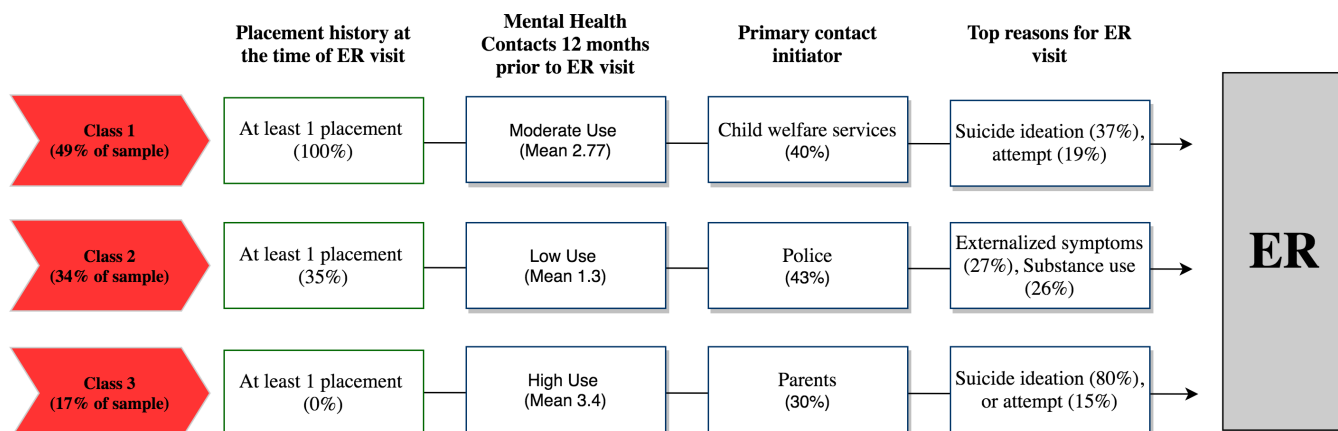 Placement history at
the time of ER visit
Mental Health
Contacts 12 months
prior to ER visit
Primary contact
initiator
Top reasons for ER
visit
Class 1
(49% of sample)
At least 1 placement
(100%)
Moderate Use
(Mean 2.77)
Child welfare services
(40%)
Suicide ideation (37%),
attempt (19%)
Class 2
(34% of sample)
At least 1 placement
(35%)
Low Use
(Mean 1.3)
Police
(43%)
Externalized symptoms
(27%), Substance use
(26%)
Class 3
(17% of sample)
At least 1 placement
(0%)
High Use
(Mean 3.4)
Parents
(30%)
Suicide ideation (80%),
or attempt (15%)
ER